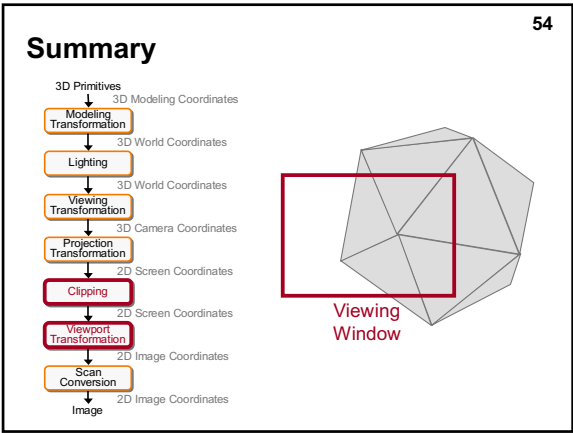 54
Summary
3D Primitives
3D Modeling Coordinates
Modeling
Transformation
3D World Coordinates
Lighting
3D World Coordinates
Viewing
Transformation
3D Camera Coordinates
Projection
Transformation
2D Screen Coordinates
Clipping
2D Screen Coordinates
Viewport
Transformation
2D Image Coordinates
Scan
Conversion
2D Image Coordinates
Image
Viewing
Window